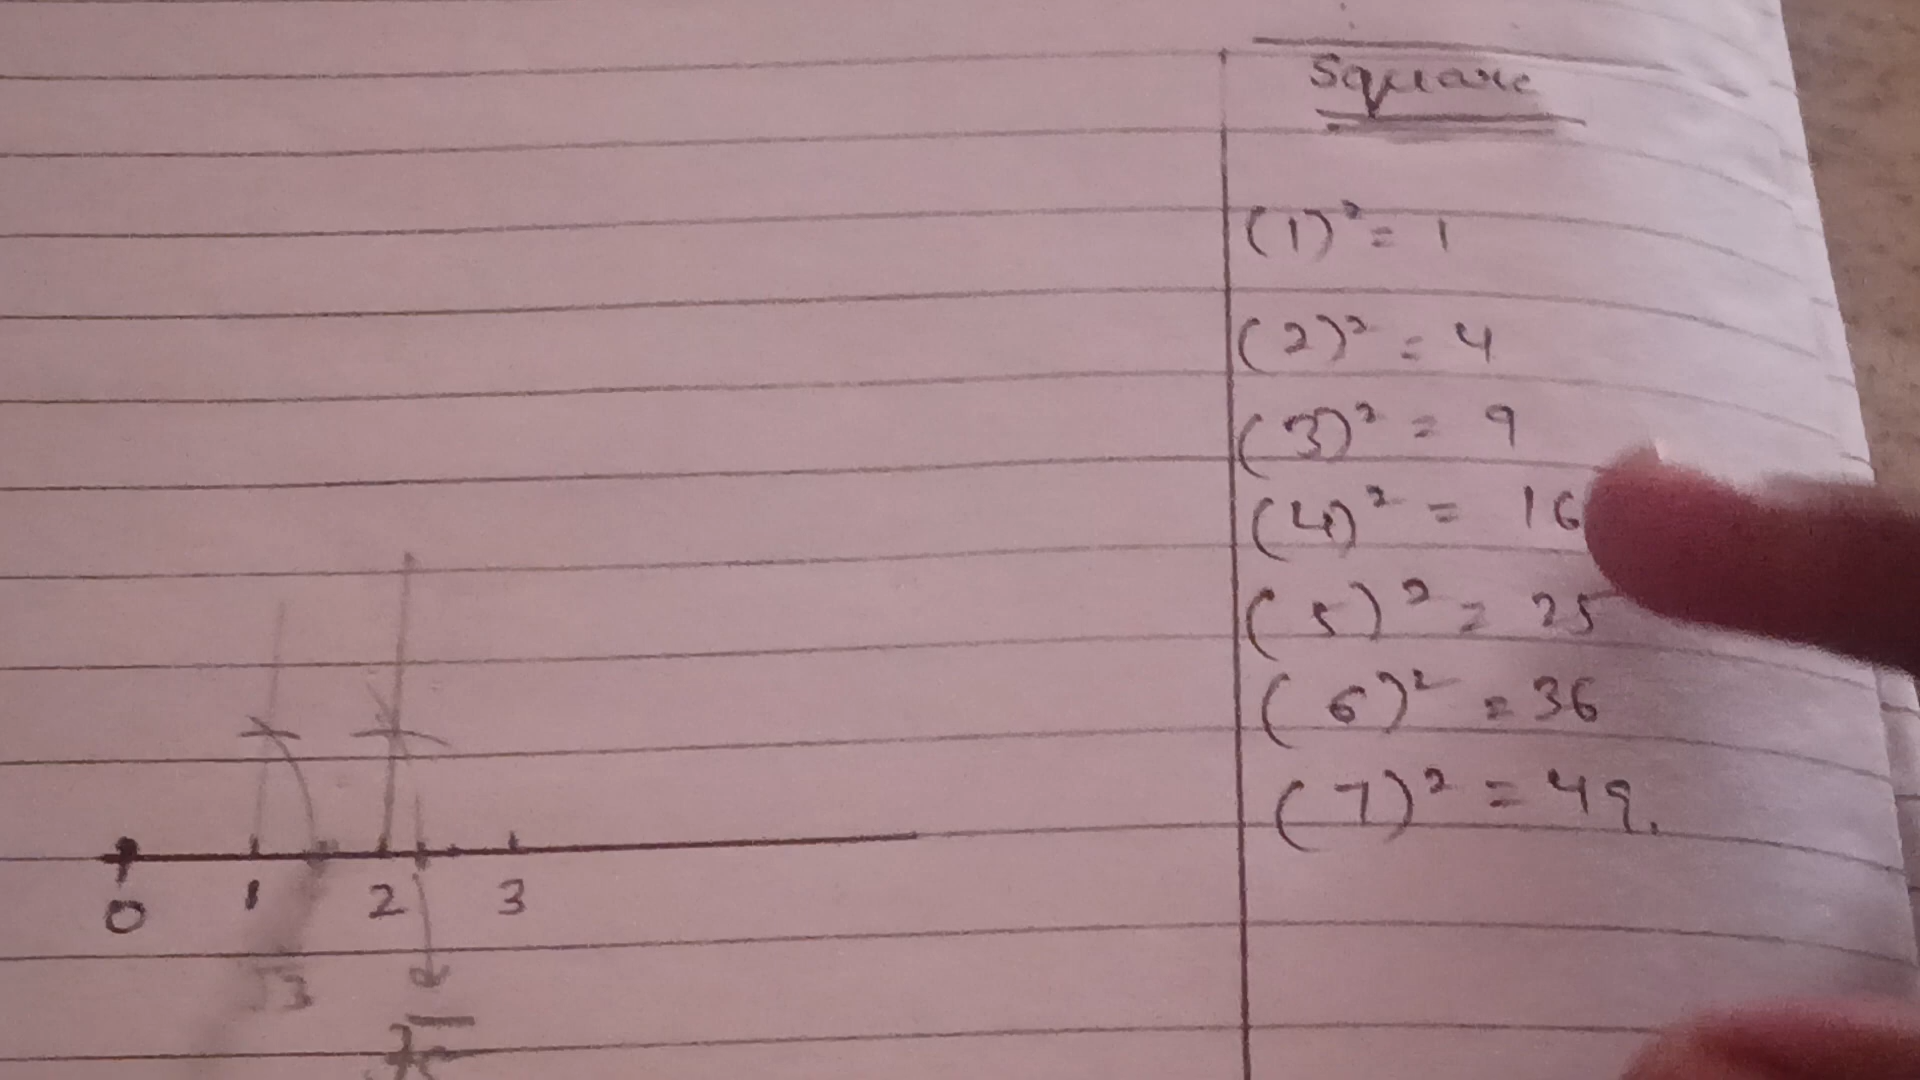 Square
(1)² = 1
(2)² = 4
(3)² = 9
(4)² = 16
(5)² = 25
(6)² = 36
(7)² = 49.
0 1 2 3
√3